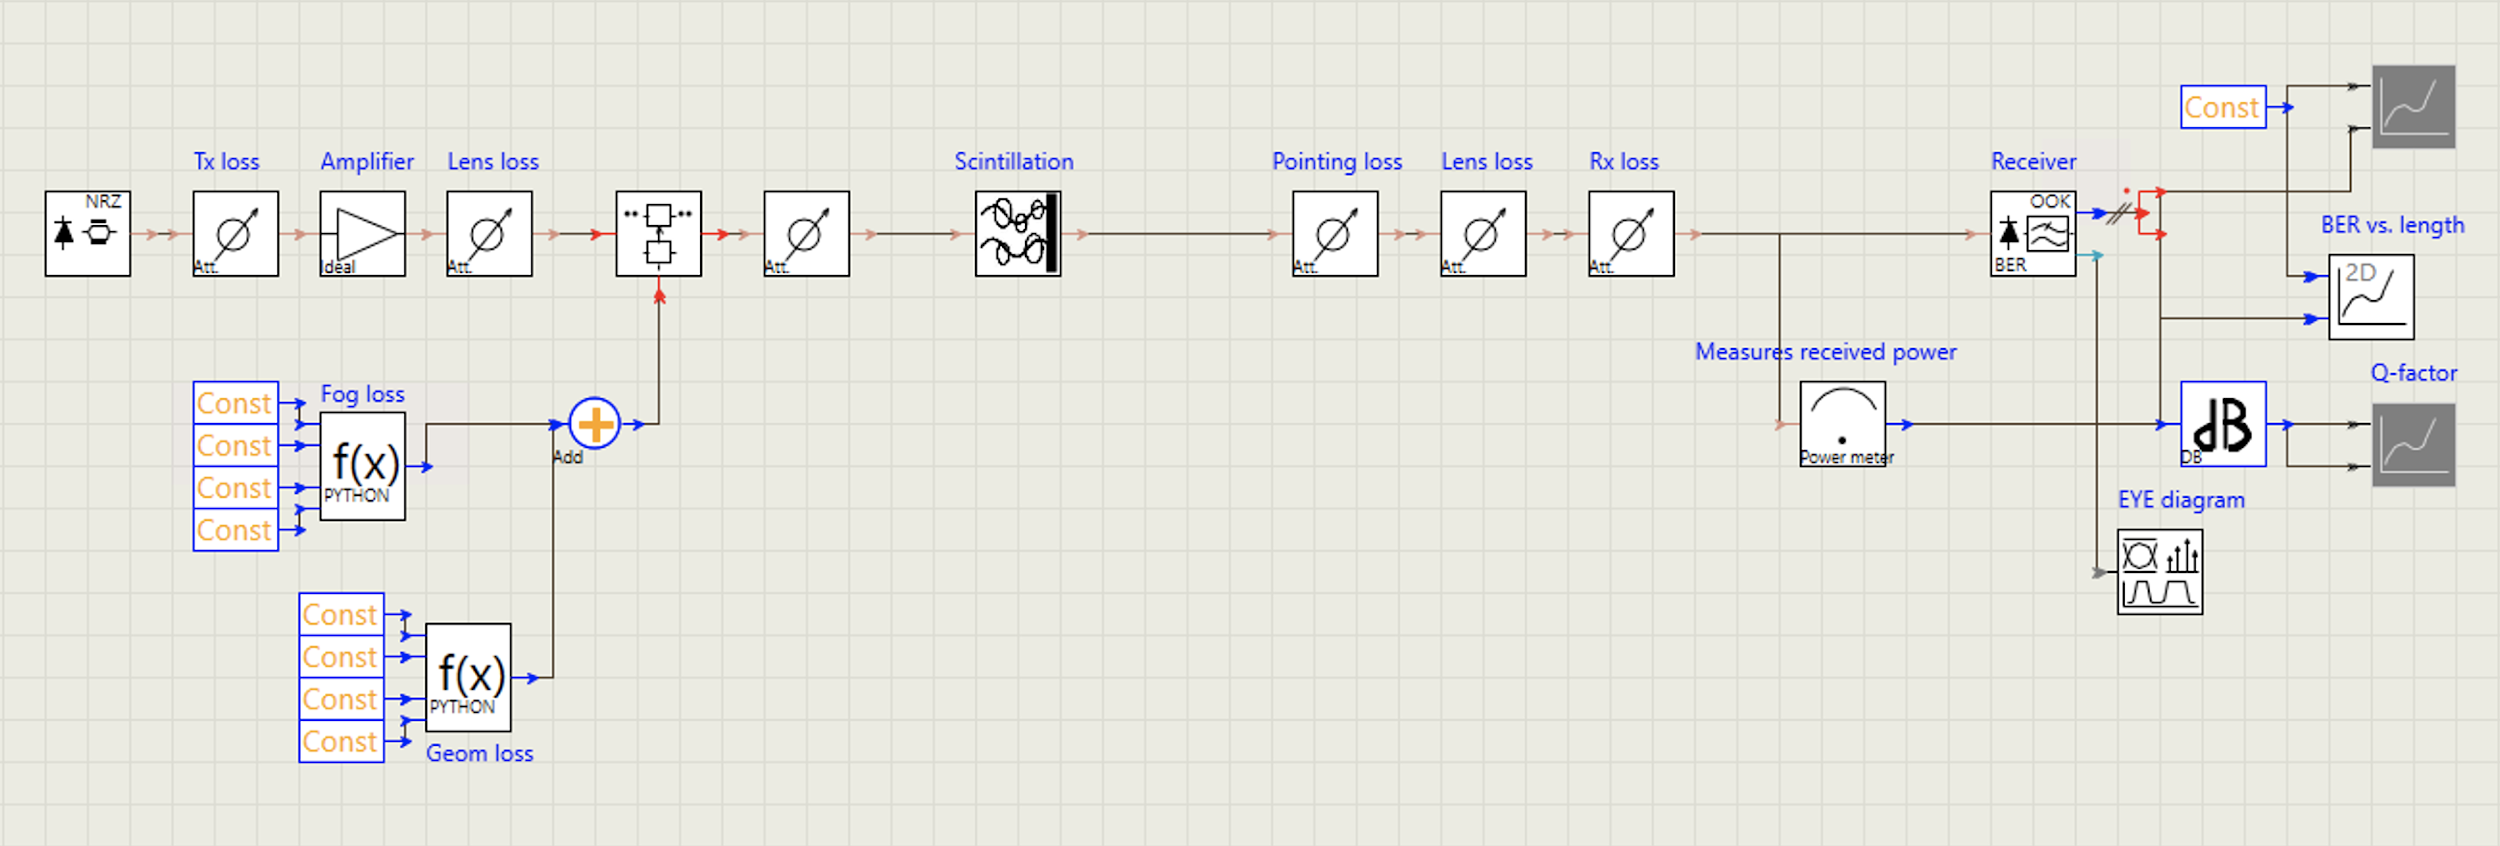 Const
Tx loss
Amplifier
Lens loss
Scintillation
Pointing loss
Lens loss
Rx loss
Receiver
NRZ
Att.
Ideal
Att.
Att.
Att.
Att.
Att.
OOK
BER
BER vs. length
2D
Measures received power
Power meter
dB
DB
Q-factor
EYE diagram
Fog loss
Const
Const
Const
Const
f(x)
PYTHON
Add
Const
Const
Const
Const
f(x)
PYTHON
Geom loss